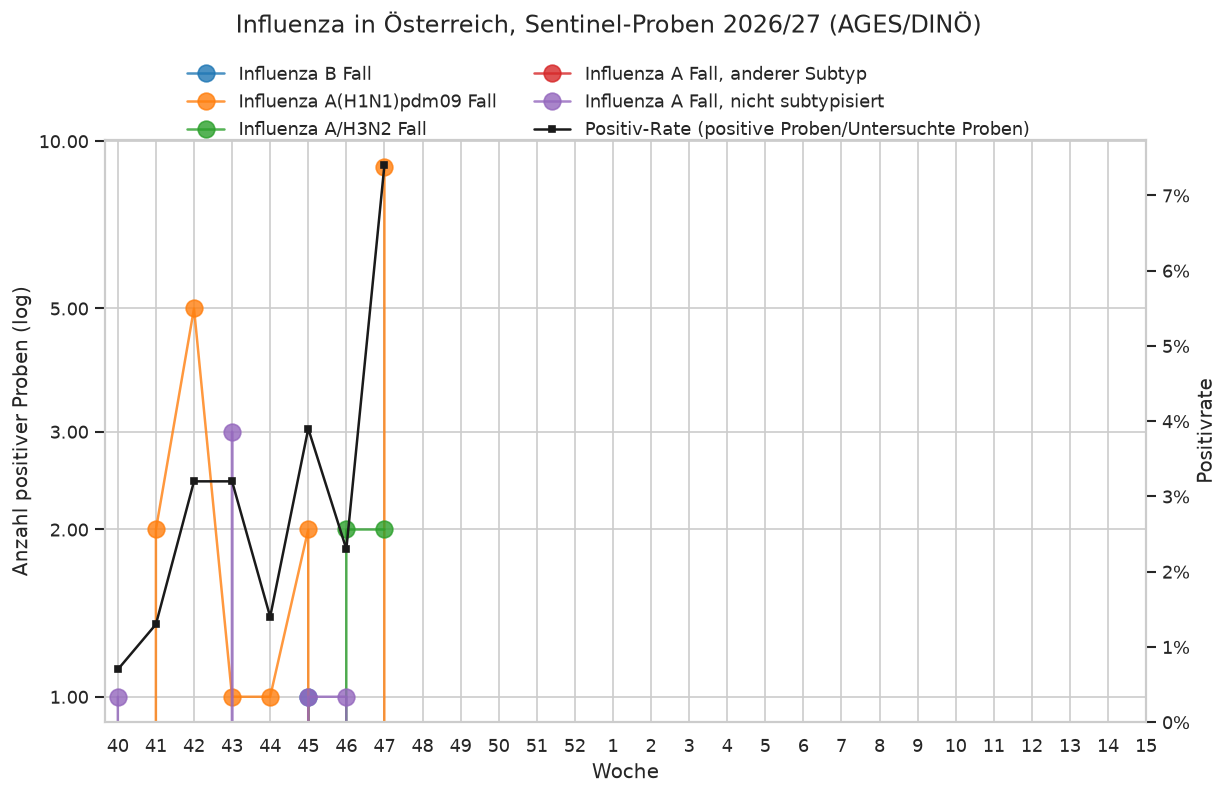 Influenza in Österreich, Sentinel-Proben 2026/27 (AGES/DINÖ)
Influenza B Fall
Influenza A(H1N1)pdm09 Fall
Influenza A/H3N2 Fall
Influenza A Fall, anderer Subtyp
Influenza A Fall, nicht subtypisiert
Positiv-Rate (positive Proben/Untersuchte Proben)
Anzahl positiver Proben (log)
10.00
5.00
3.00
2.00
1.00
7%
6%
5%
4%
3%
2%
1%
0%
Positivrate
40 41 42 43 44 45 46 47 48 49 50 51 52 1 2 3 4 5 6 7 8 9 10 11 12 13 14 15
Woche